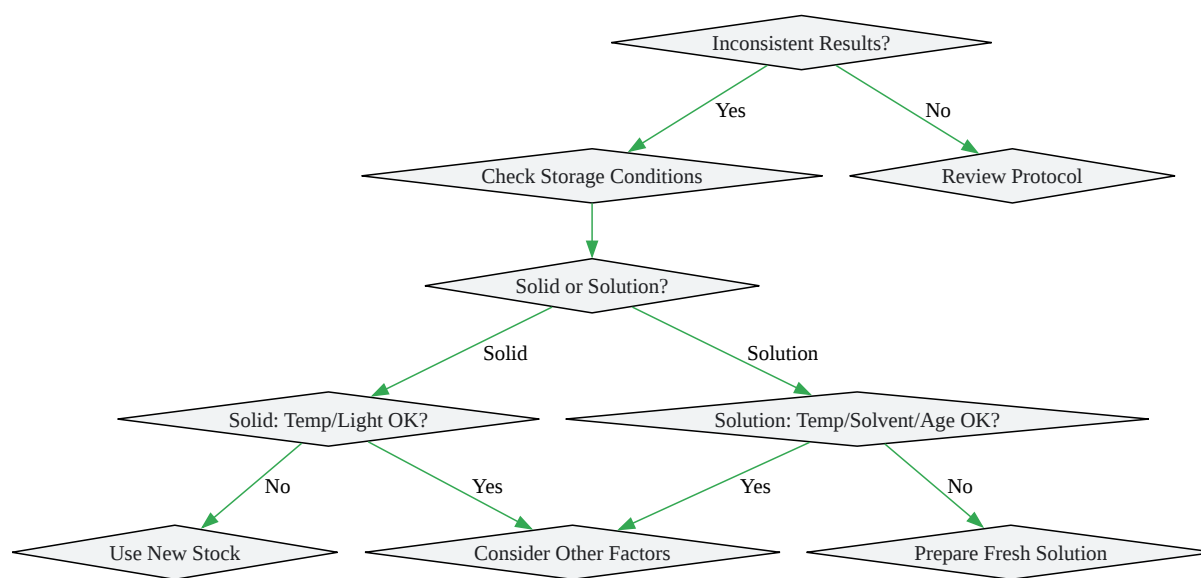 Inconsistent Results?
Yes
No
Check Storage Conditions
Review Protocol
Solid or Solution?
Solid
Solution
Solid: Temp/Light OK?
Solution: Temp/Solvent/Age OK?
No
Yes
Yes
No
Use New Stock
Consider Other Factors
Prepare Fresh Solution